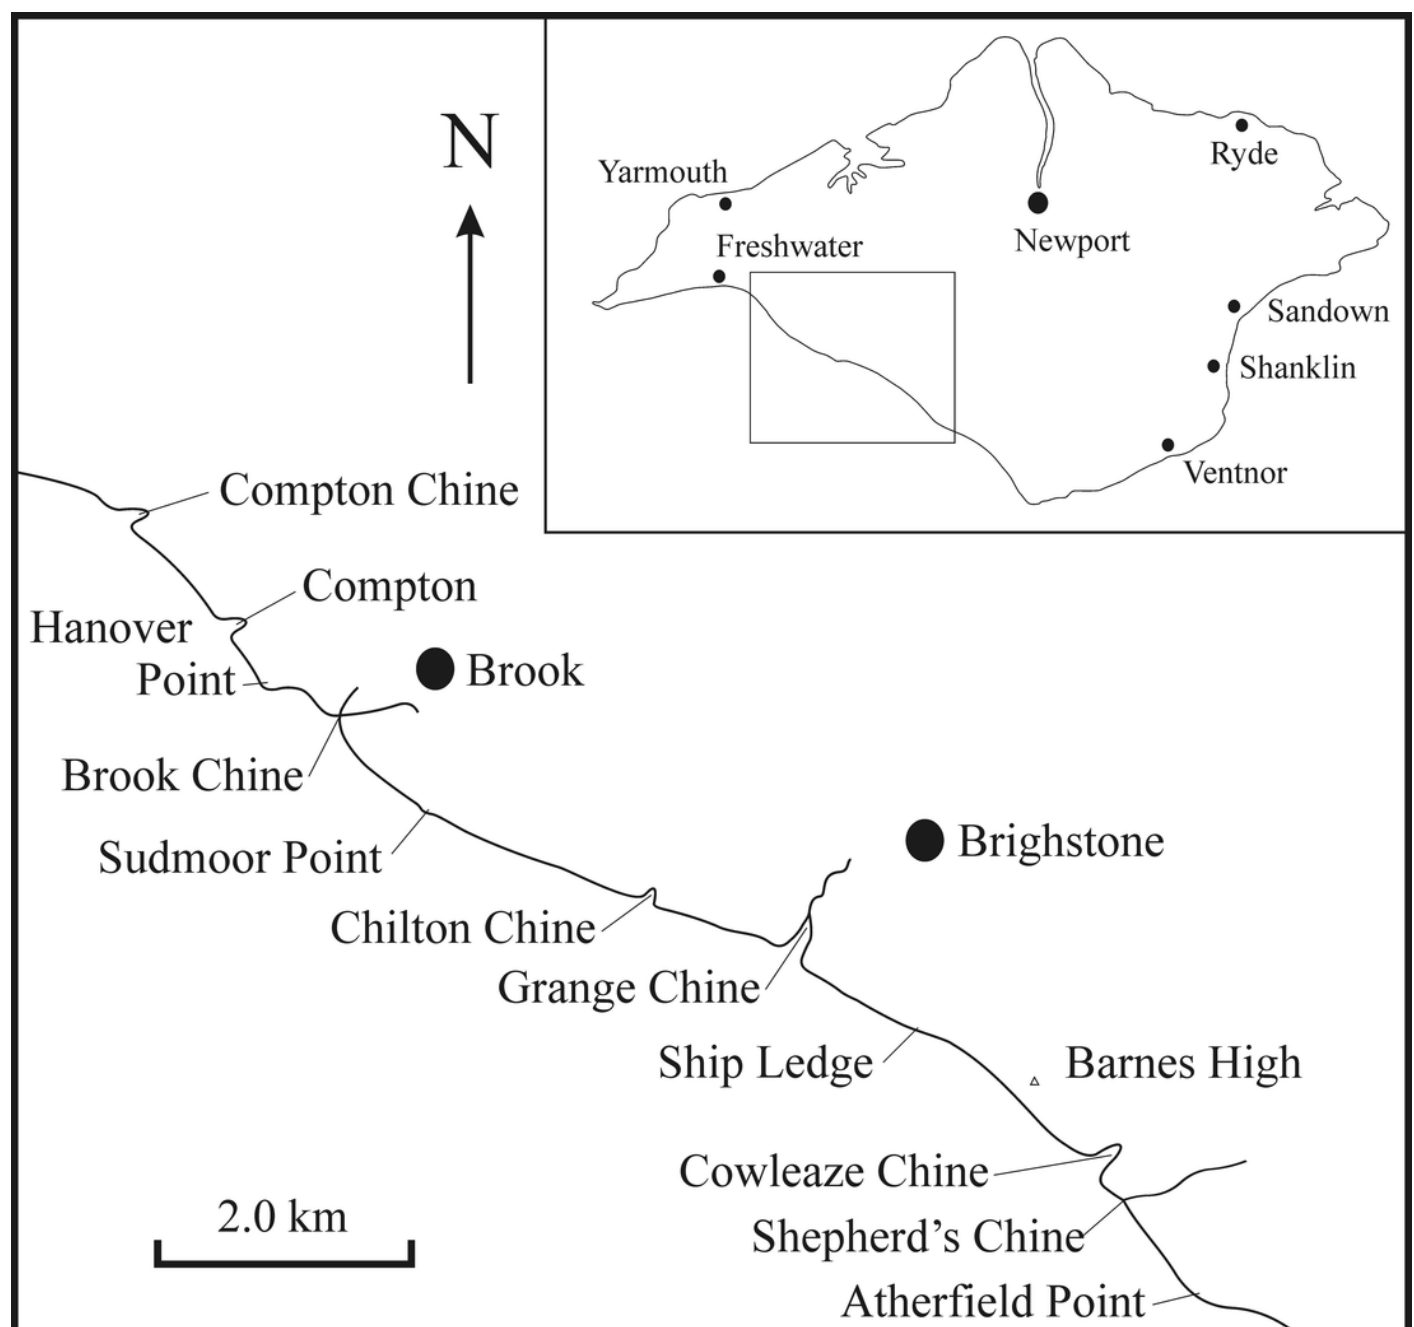 N
Yarmouth
Freshwater
Newport
Ryde
Sandown
Shanklin
Ventnor
Compton Chine
Compton
Hanover
Point
Brook
Brook Chine
Sudmoor Point
Brighstone
Chilton Chine
Grange Chine
Ship Ledge
Barnes High
Cowleaze Chine
Shepherd’s Chine
Atherfield Point
2.0 km